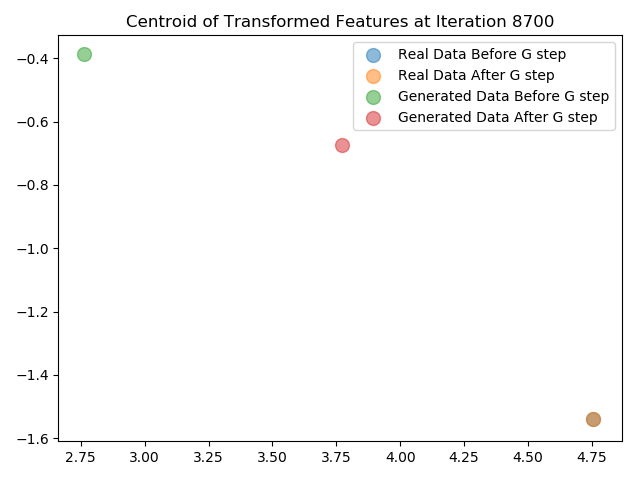 Centroid of Transformed Features at Iteration 8700
Real Data Before G step
Real Data After G step
Generated Data Before G step
Generated Data After G step
−0.4
−0.6
−0.8
−1.0
−1.2
−1.4
−1.6
2.75 3.00 3.25 3.50 3.75 4.00 4.25 4.50 4.75